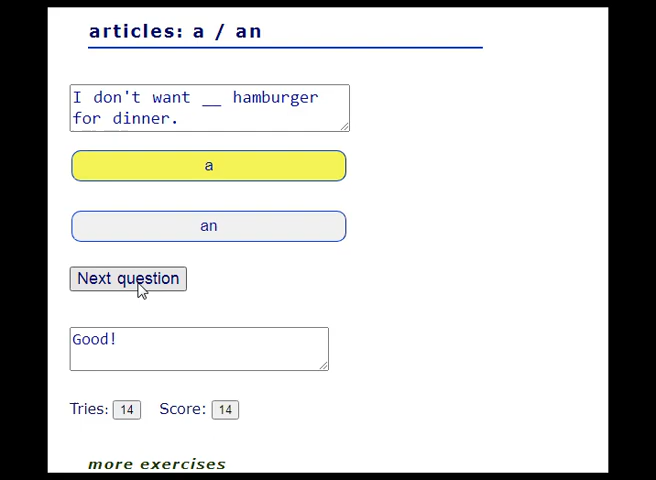 articles: a / an
I don't want __ hamburger
for dinner.
a
an
Next question
Good!
Tries: 14 Score: 14
more exercises